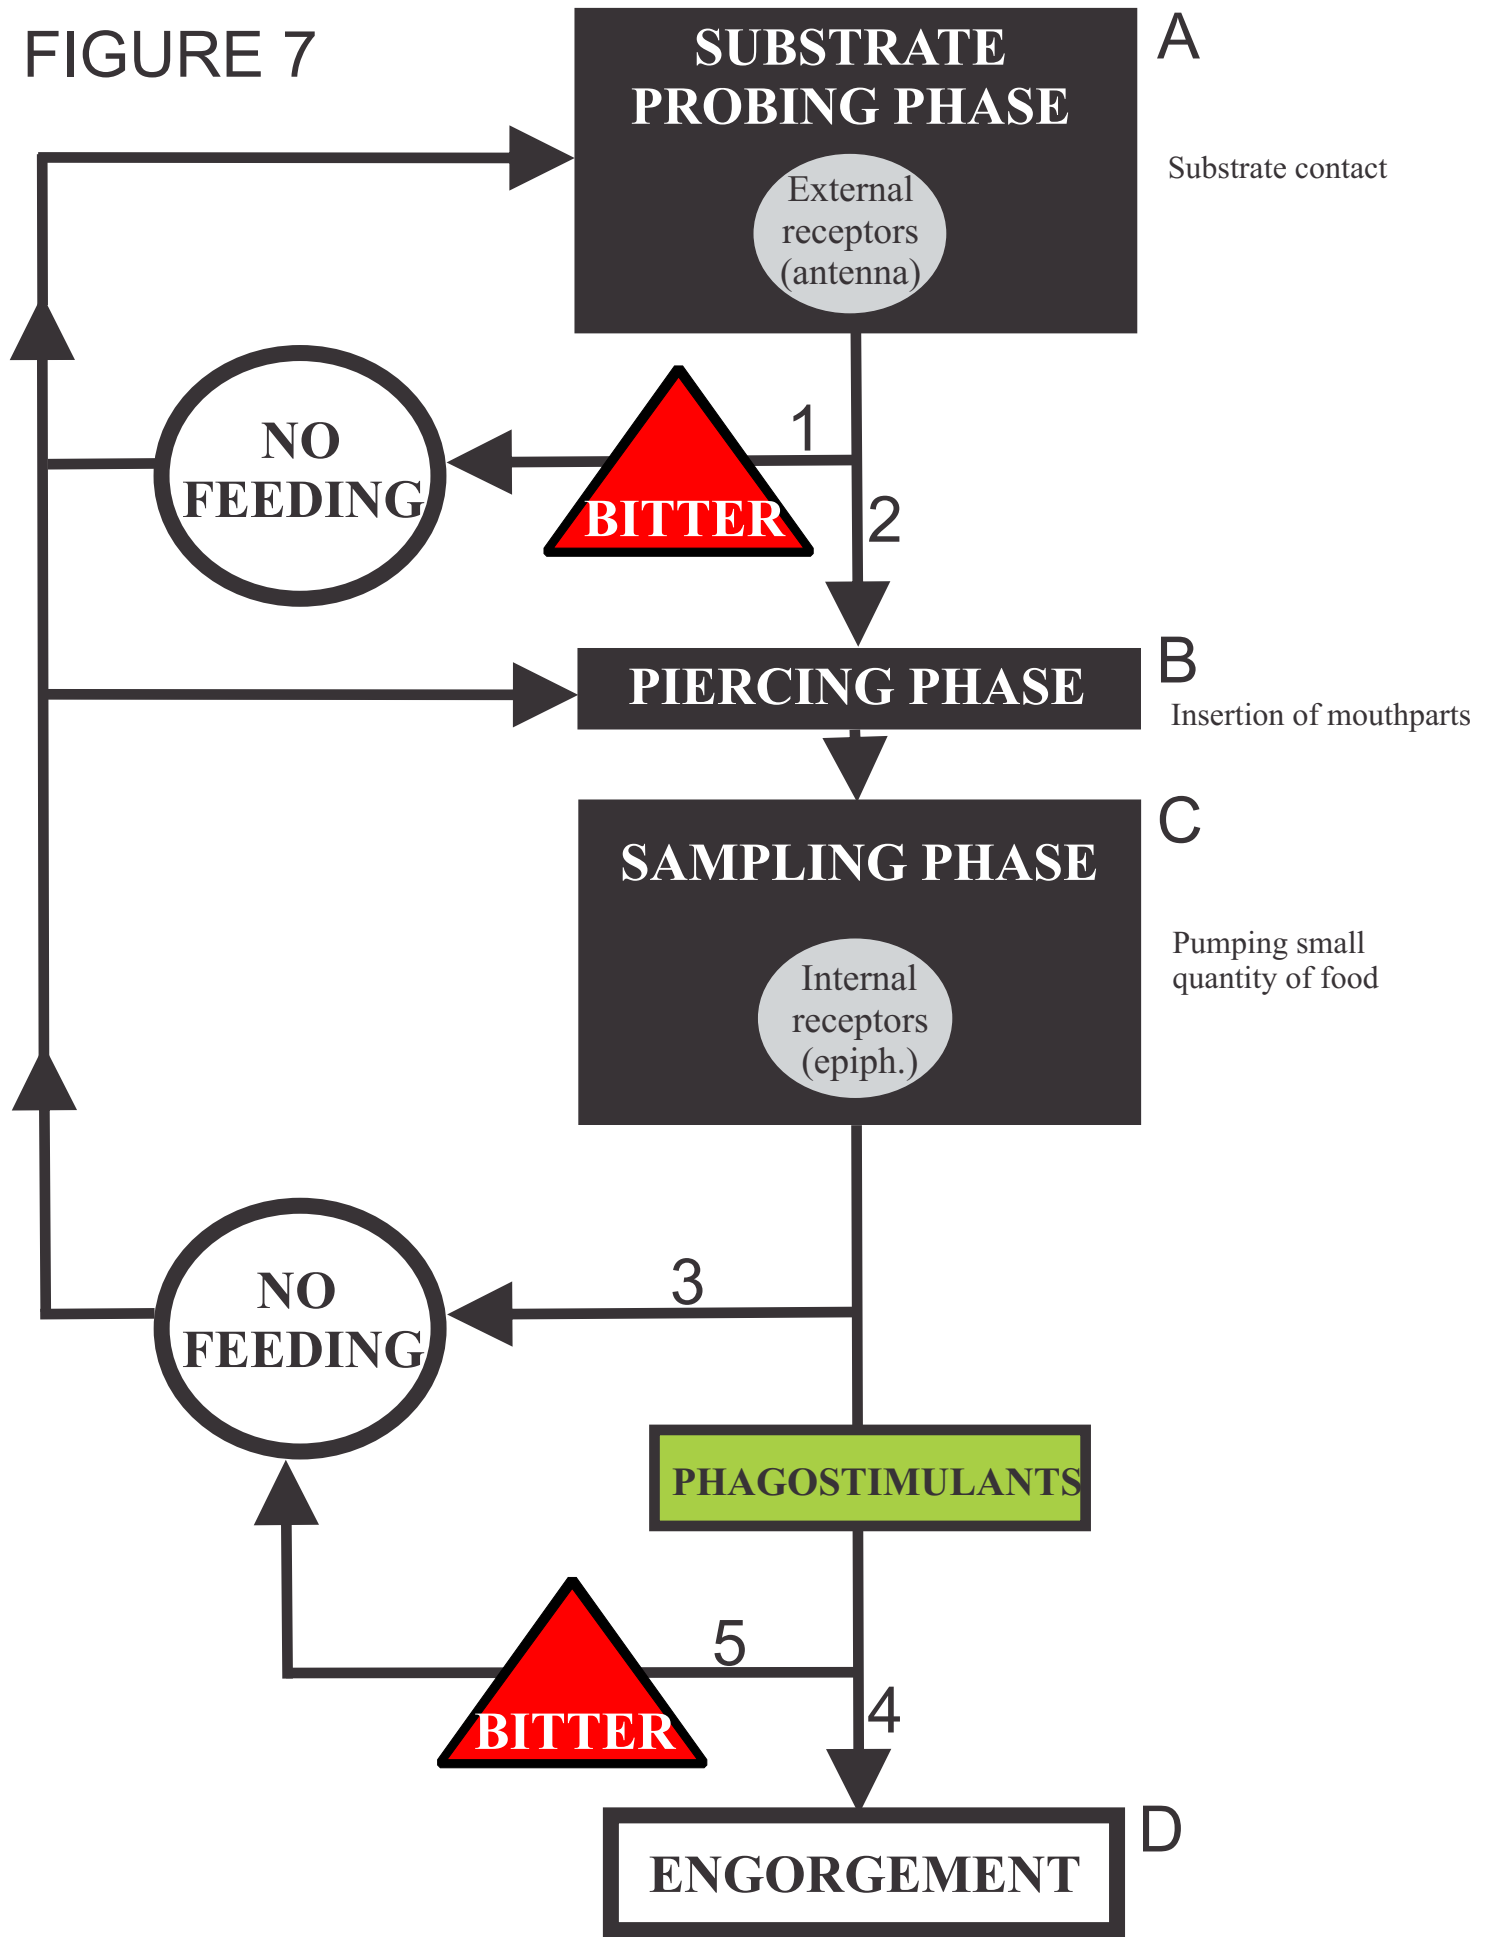 FIGURE 7
SUBSTRATE
PROBING PHASE
A
Substrate contact
External
receptors
(antenna)
NO
FEEDING
BITTER
1
2
PIERCING PHASE
B
Insertion of mouthparts
SAMPLING PHASE
C
Pumping small
quantity of food
Internal
receptors
(epiph.)
NO
FEEDING
3
PHAGOSTIMULANTS
BITTER
5
4
ENGORGEMENT
D